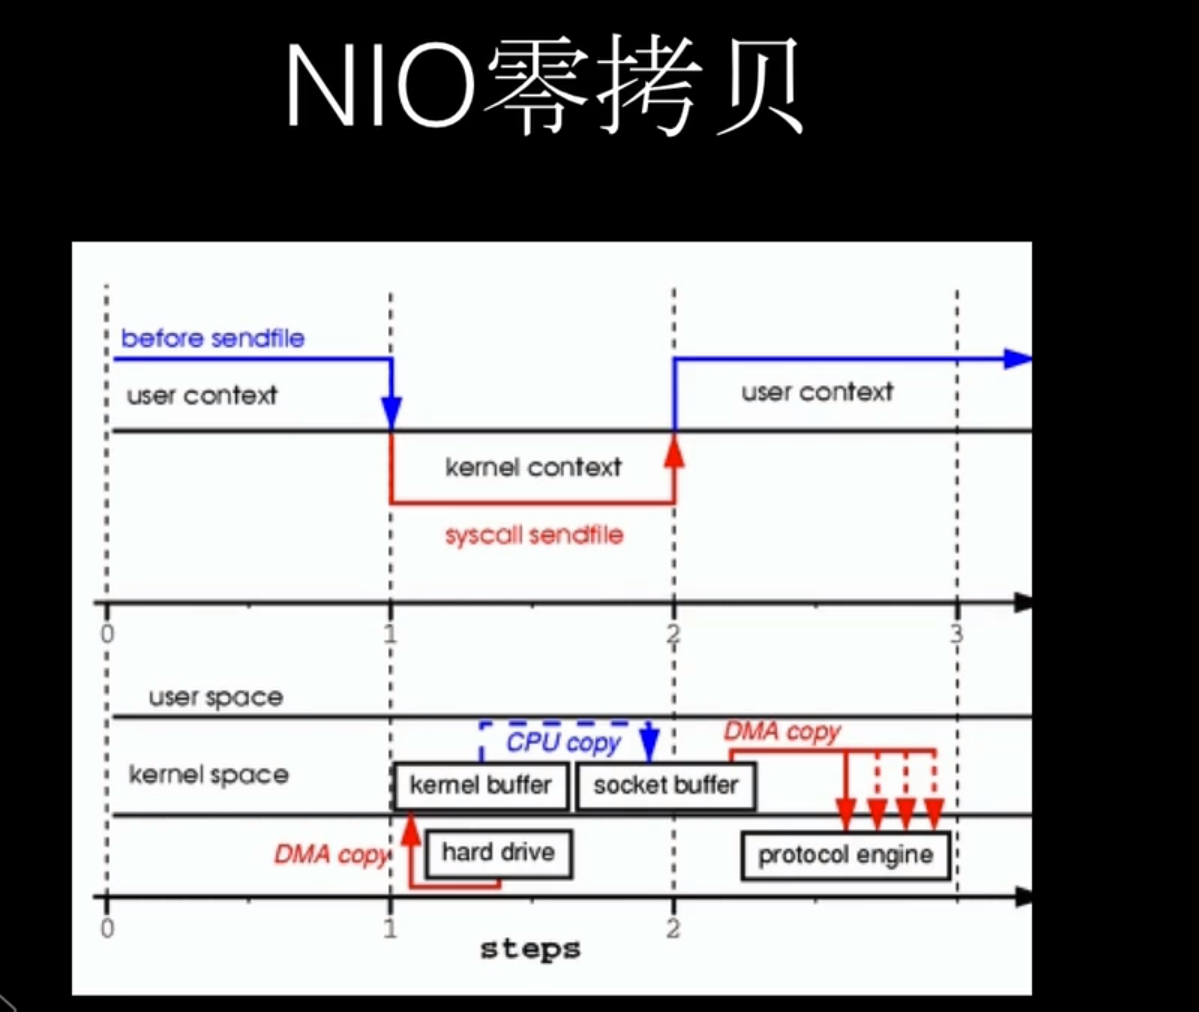 NIO零拷贝
before sendfile
user context
user context
kernel context
syscall sendfile
0 1 2 3
user space
CPU copy
DMA copy
kernel space
kernel buffer
socket buffer
DMA copy
hard drive
protocol engine
0 1 2
steps